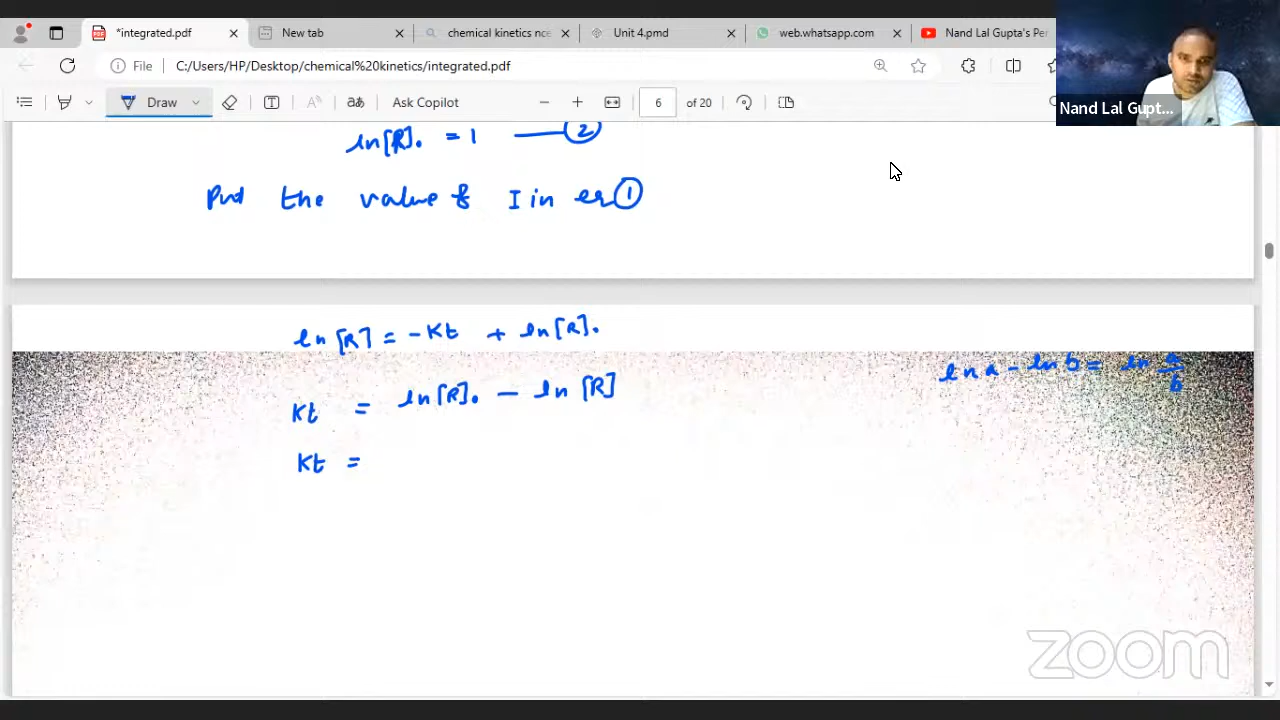 *integrated.pdf
New tab
chemical kinetics nce
Unit 4.pmd
web.whatsapp.com
Nand Lal Gupta's Per
File C:/Users/HP/Desktop/chemical%20kinetics/integrated.pdf
Draw
Ask Copilot
6 of 20
Nand Lal Gupt...
ln[R]₀ = I — ②
Put the value of I in eq ①
ln [R] = -Kt + ln[R]₀
ln a - ln b = ln a/b
Kt = ln[R]₀ - ln [R]
Kt =
zoom